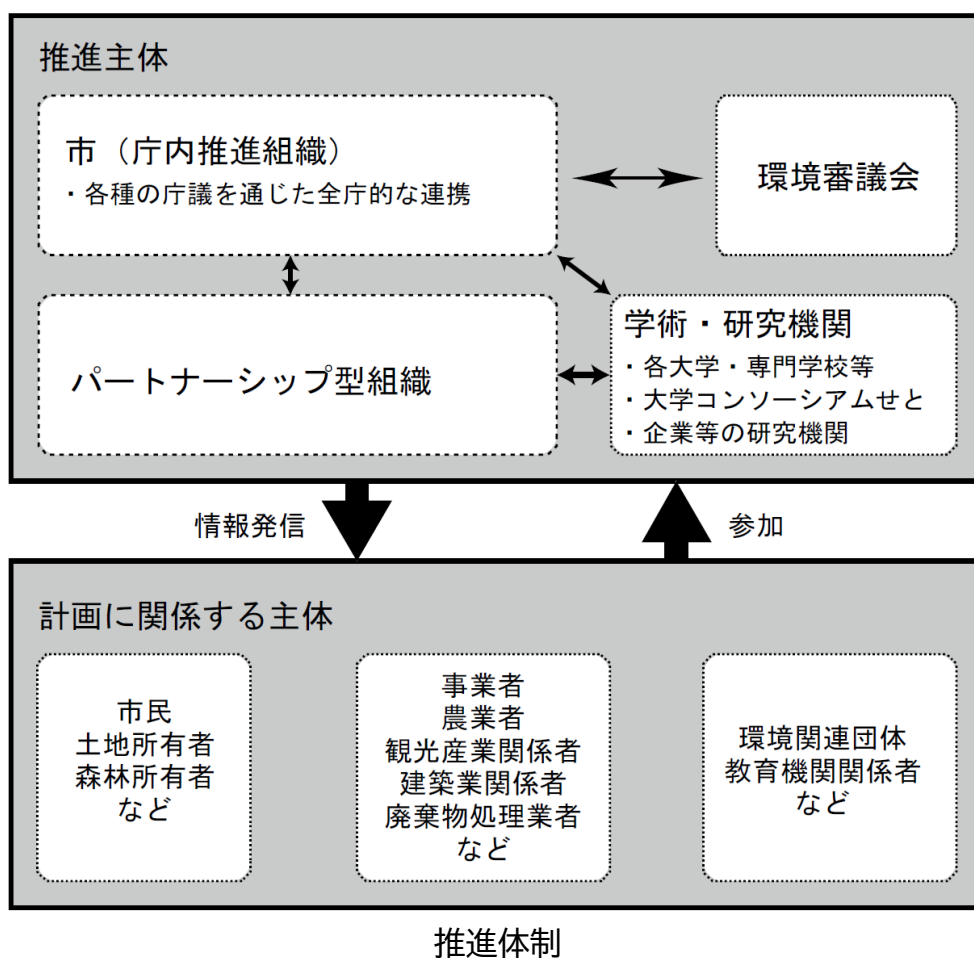 推進主体
市（庁内推進組織）
・各種の庁議を通じた全庁的な連携
環境審議会
パートナーシップ型組織
学術・研究機関
・各大学・専門学校等
・大学コンソーシアムせと
・企業等の研究機関
情報発信
参加
計画に関係する主体
市民
土地所有者
森林所有者
など
事業者
農業者
観光産業関係者
建築業関係者
廃棄物処理業者
など
環境関連団体
教育機関関係者
など
推進体制